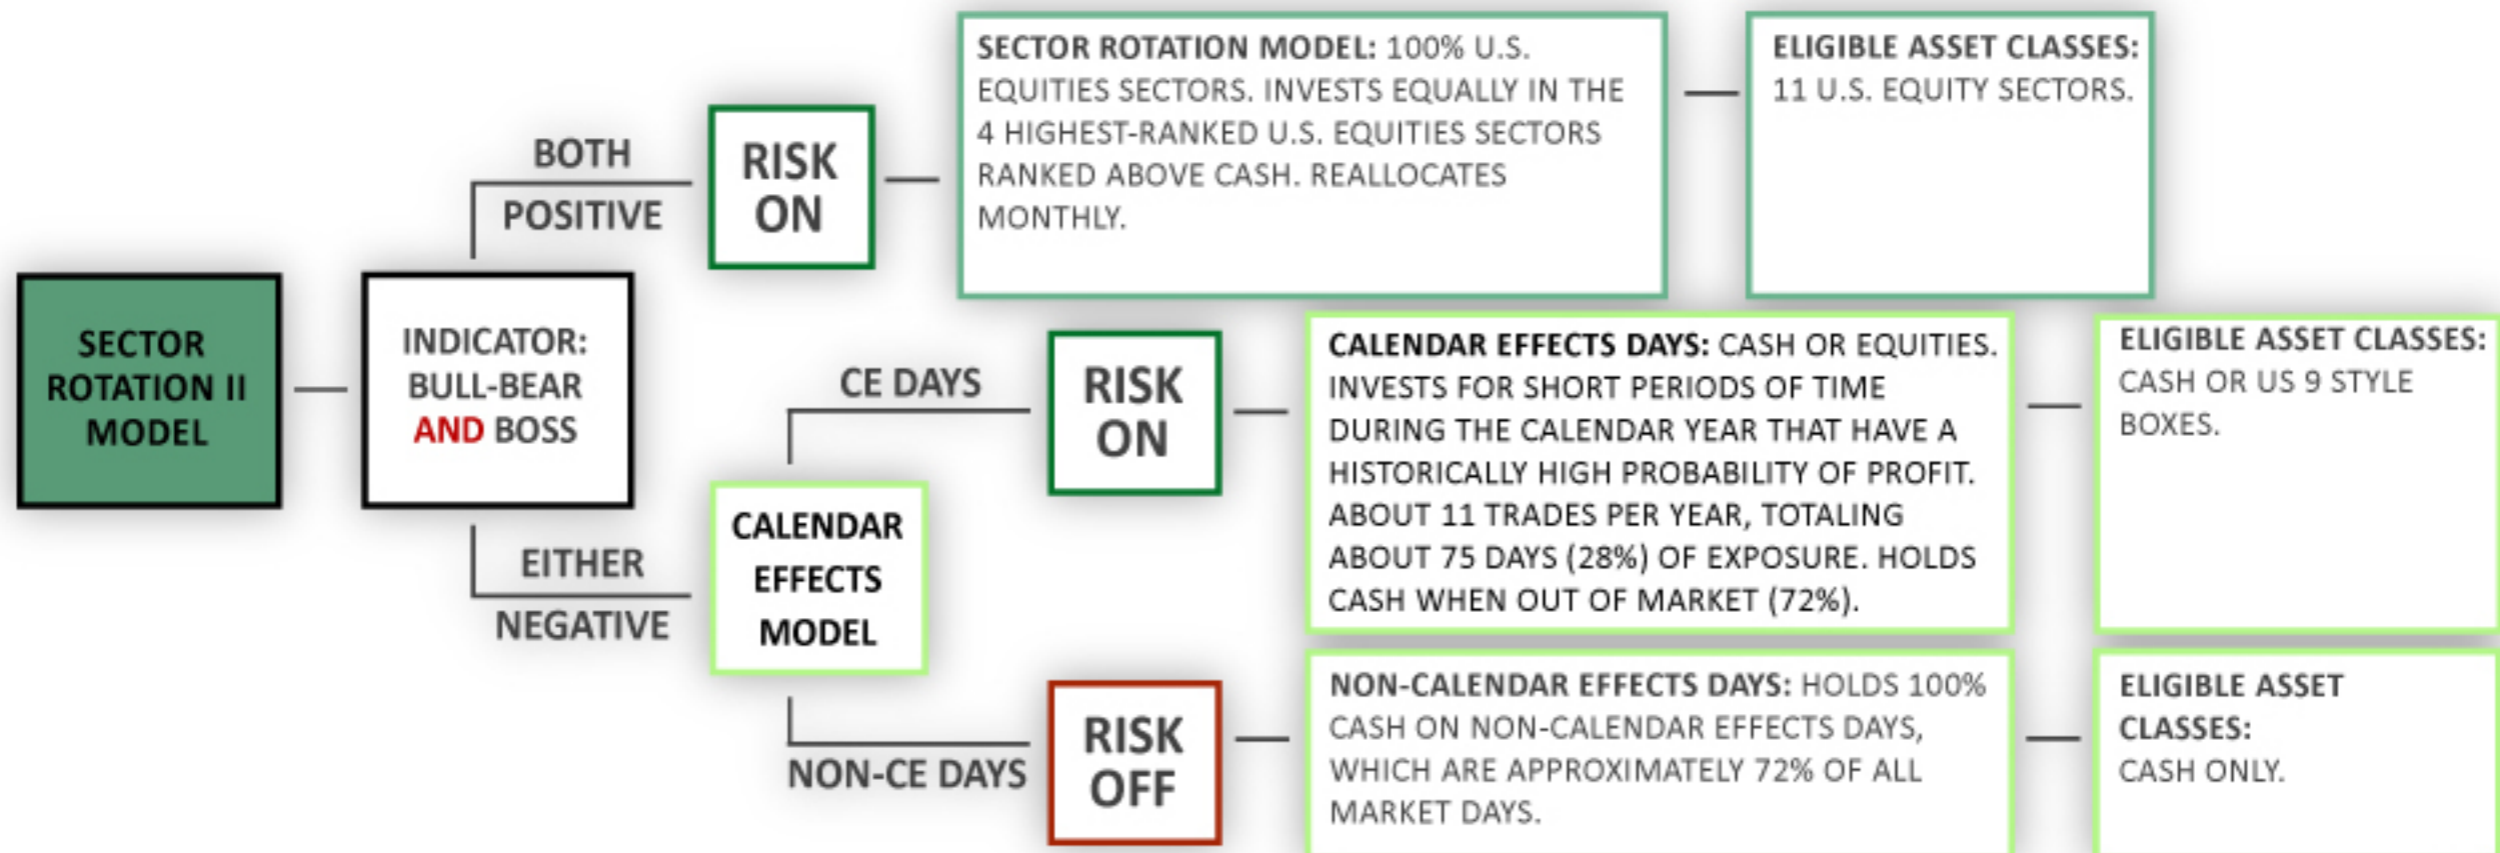 SECTOR
ROTATION II
MODEL
INDICATOR:
BULL-BEAR
AND BOSS
BOTH
POSITIVE
RISK
ON
SECTOR ROTATION MODEL: 100% U.S.
EQUITIES SECTORS. INVESTS EQUALLY IN THE
4 HIGHEST-RANKED U.S. EQUITIES SECTORS
RANKED ABOVE CASH. REALLOCATES
MONTHLY.
ELIGIBLE ASSET CLASSES:
11 U.S. EQUITY SECTORS.
EITHER
NEGATIVE
CALENDAR
EFFECTS
MODEL
CE DAYS
RISK
ON
CALENDAR EFFECTS DAYS: CASH OR EQUITIES.
INVESTS FOR SHORT PERIODS OF TIME
DURING THE CALENDAR YEAR THAT HAVE A
HISTORICALLY HIGH PROBABILITY OF PROFIT.
ABOUT 11 TRADES PER YEAR, TOTALING
ABOUT 75 DAYS (28%) OF EXPOSURE. HOLDS
CASH WHEN OUT OF MARKET (72%).
ELIGIBLE ASSET CLASSES:
CASH OR US 9 STYLE
BOXES.
NON-CE DAYS
RISK
OFF
NON-CALENDAR EFFECTS DAYS: HOLDS 100%
CASH ON NON-CALENDAR EFFECTS DAYS,
WHICH ARE APPROXIMATELY 72% OF ALL
MARKET DAYS.
ELIGIBLE ASSET
CLASSES:
CASH ONLY.